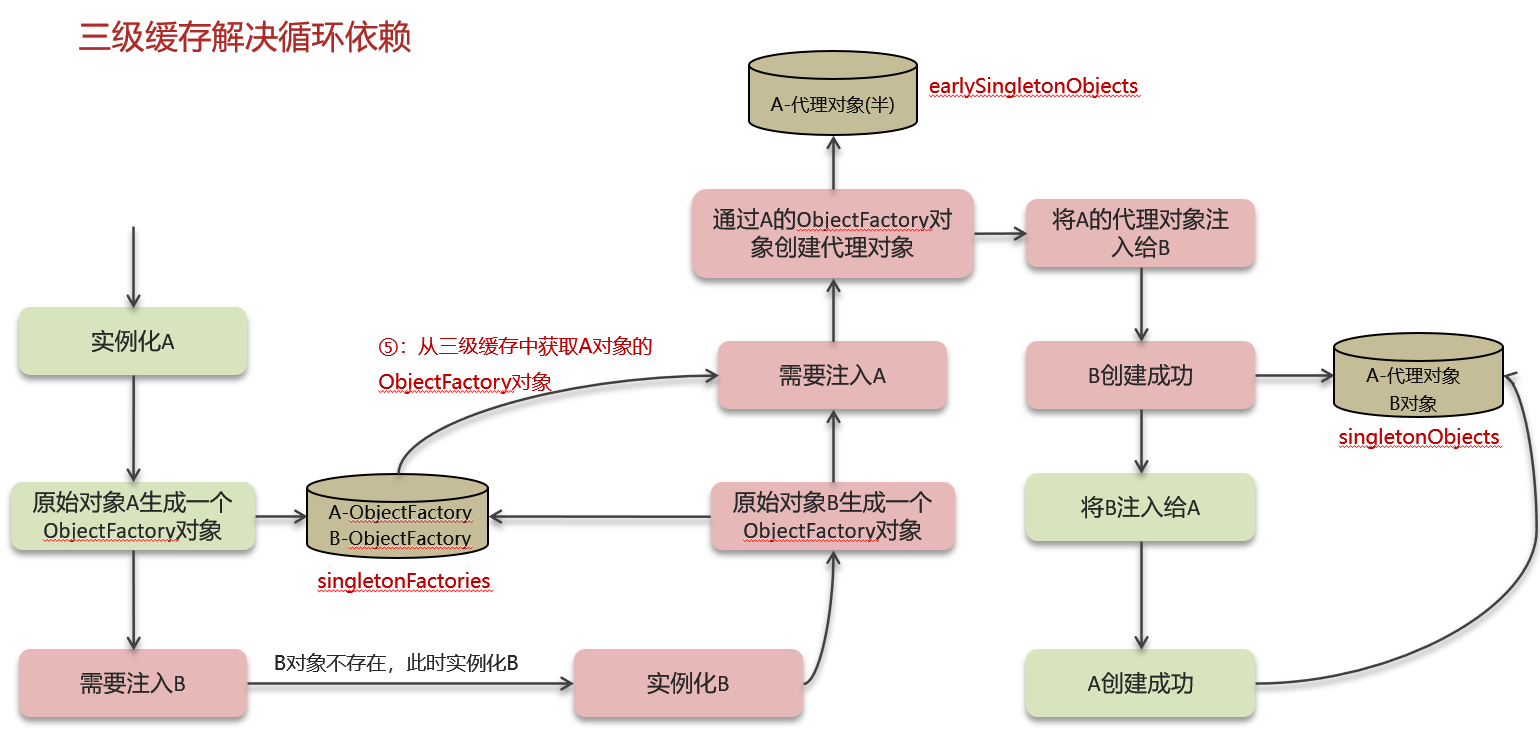 三级缓存解决循环依赖
A-代理对象(半)
earlySingletonObjects
通过A的ObjectFactory对
象创建代理对象
将A的代理对象注
入给B
实例化A
⑤：从三级缓存中获取A对象的
ObjectFactory对象
需要注入A
B创建成功
A-代理对象
B对象
singletonObjects
原始对象A生成一个
ObjectFactory对象
A-ObjectFactory
B-ObjectFactory
singletonFactories
原始对象B生成一个
ObjectFactory对象
将B注入给A
需要注入B
B对象不存在，此时实例化B
实例化B
A创建成功